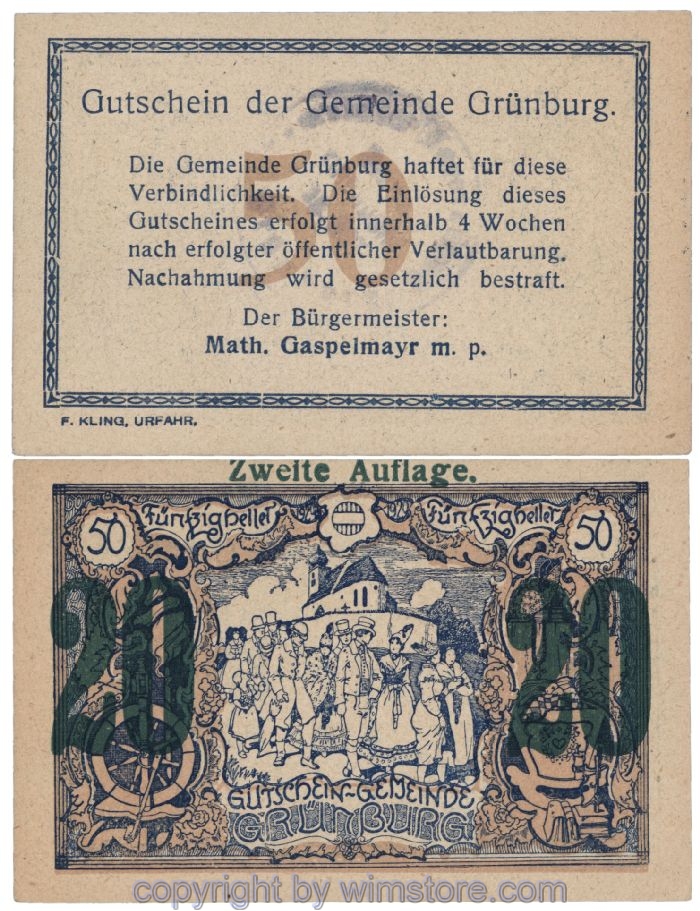 Gutschein der Gemeinde Grünburg.
50
Die Gemeinde Grünburg haftet für diese
Verbindlichkeit. Die Einlösung dieses
Gutscheines erfolgt innerhalb 4 Wochen
nach erfolgter öffentlicher Verlautbarung.
Nachahmung wird gesetzlich bestraft.
Der Bürgermeister:
Math. Gaspelmayr m. p.
F. KLING, URFAHR.
Zweite Auflage.
50 Fünfzigheller Fünfzigheller 50
20 20
GUTSCHEIN-GEMEINDE
GRÜNBURG
copyright by wimstore.com